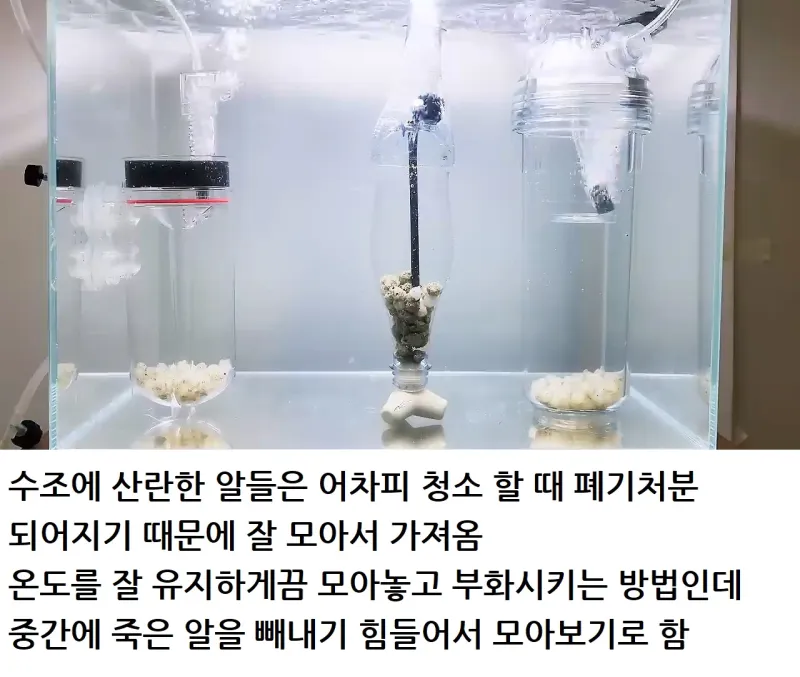 수조에 산란한 알들은 어차피 청소 할 때 폐기처분
되어지기 때문에 잘 모아서 가져옴
온도를 잘 유지하게끔 모아놓고 부화시키는 방법인데
중간에 죽은 알을 빼내기 힘들어서 모아보기로 함